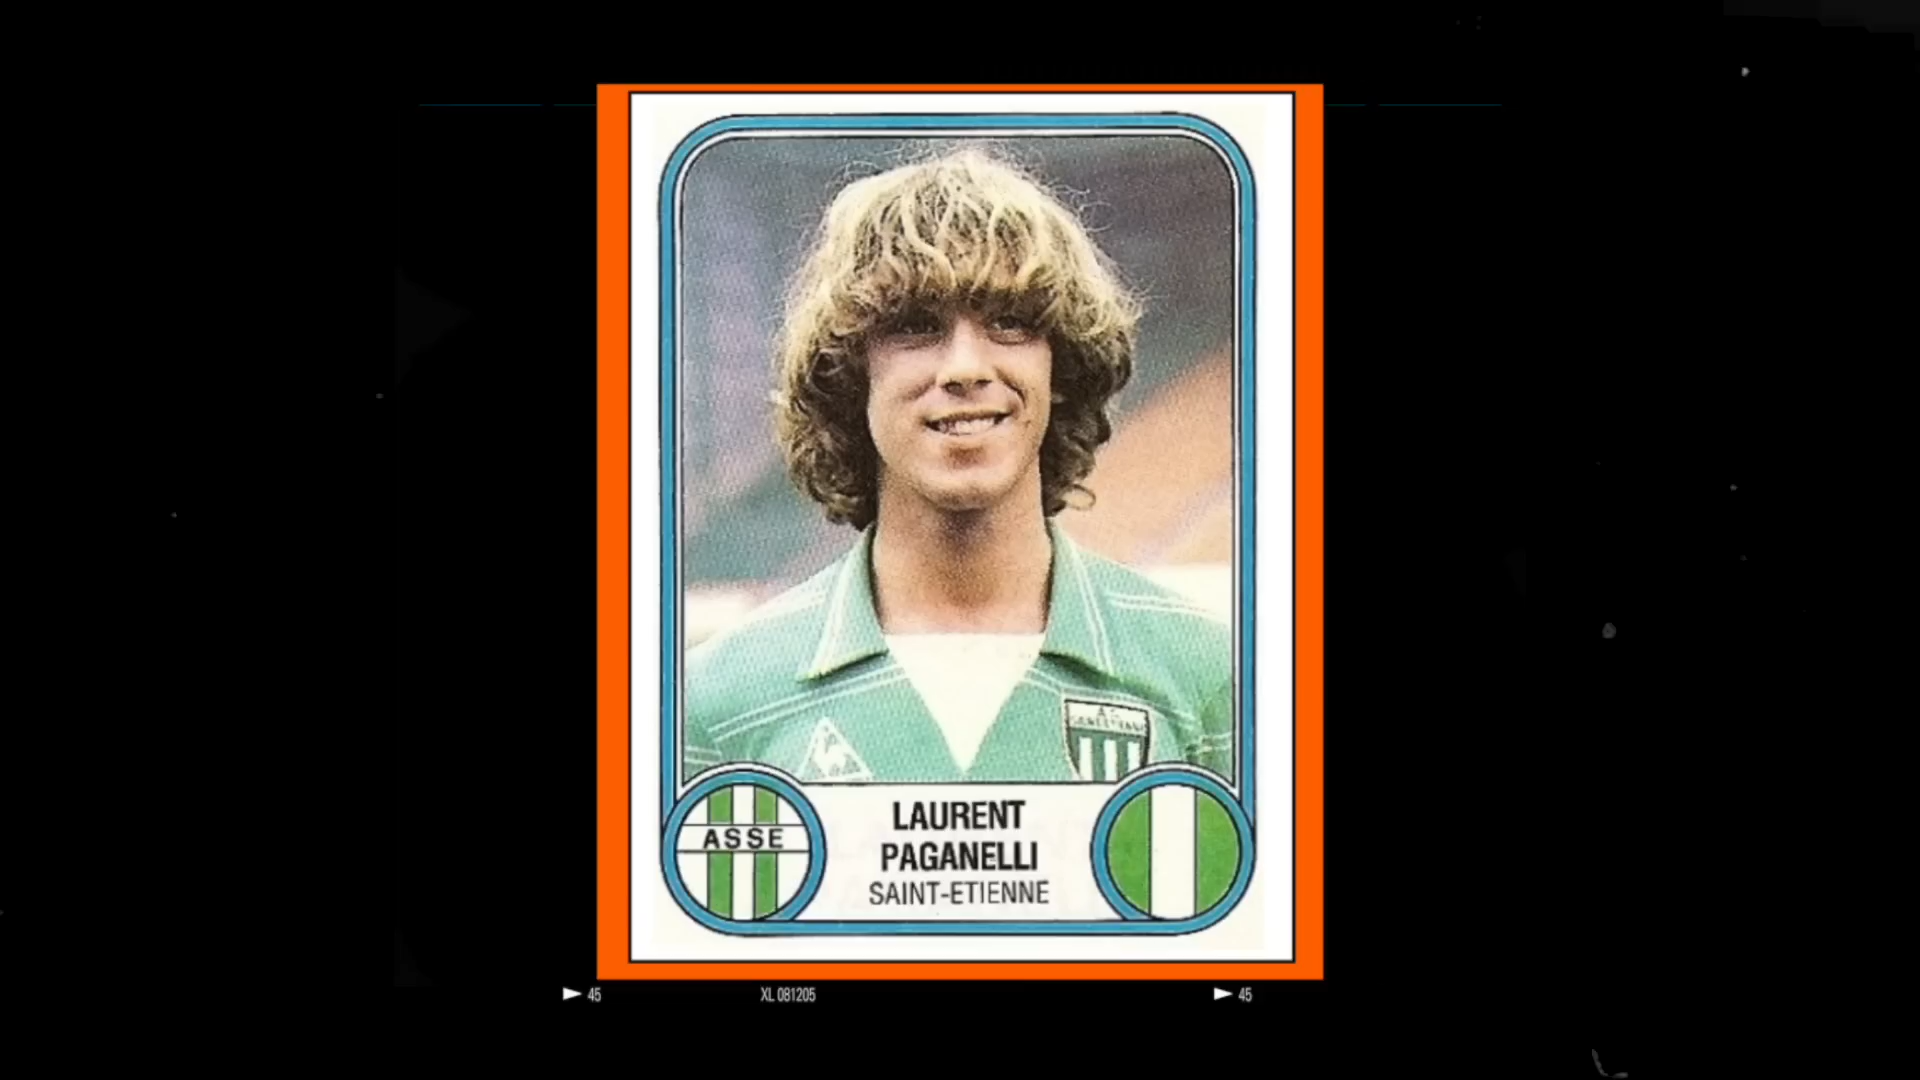 A.S.
ASSE
LAURENT
PAGANELLI
SAINT-ETIENNE
45
XL 081205
45